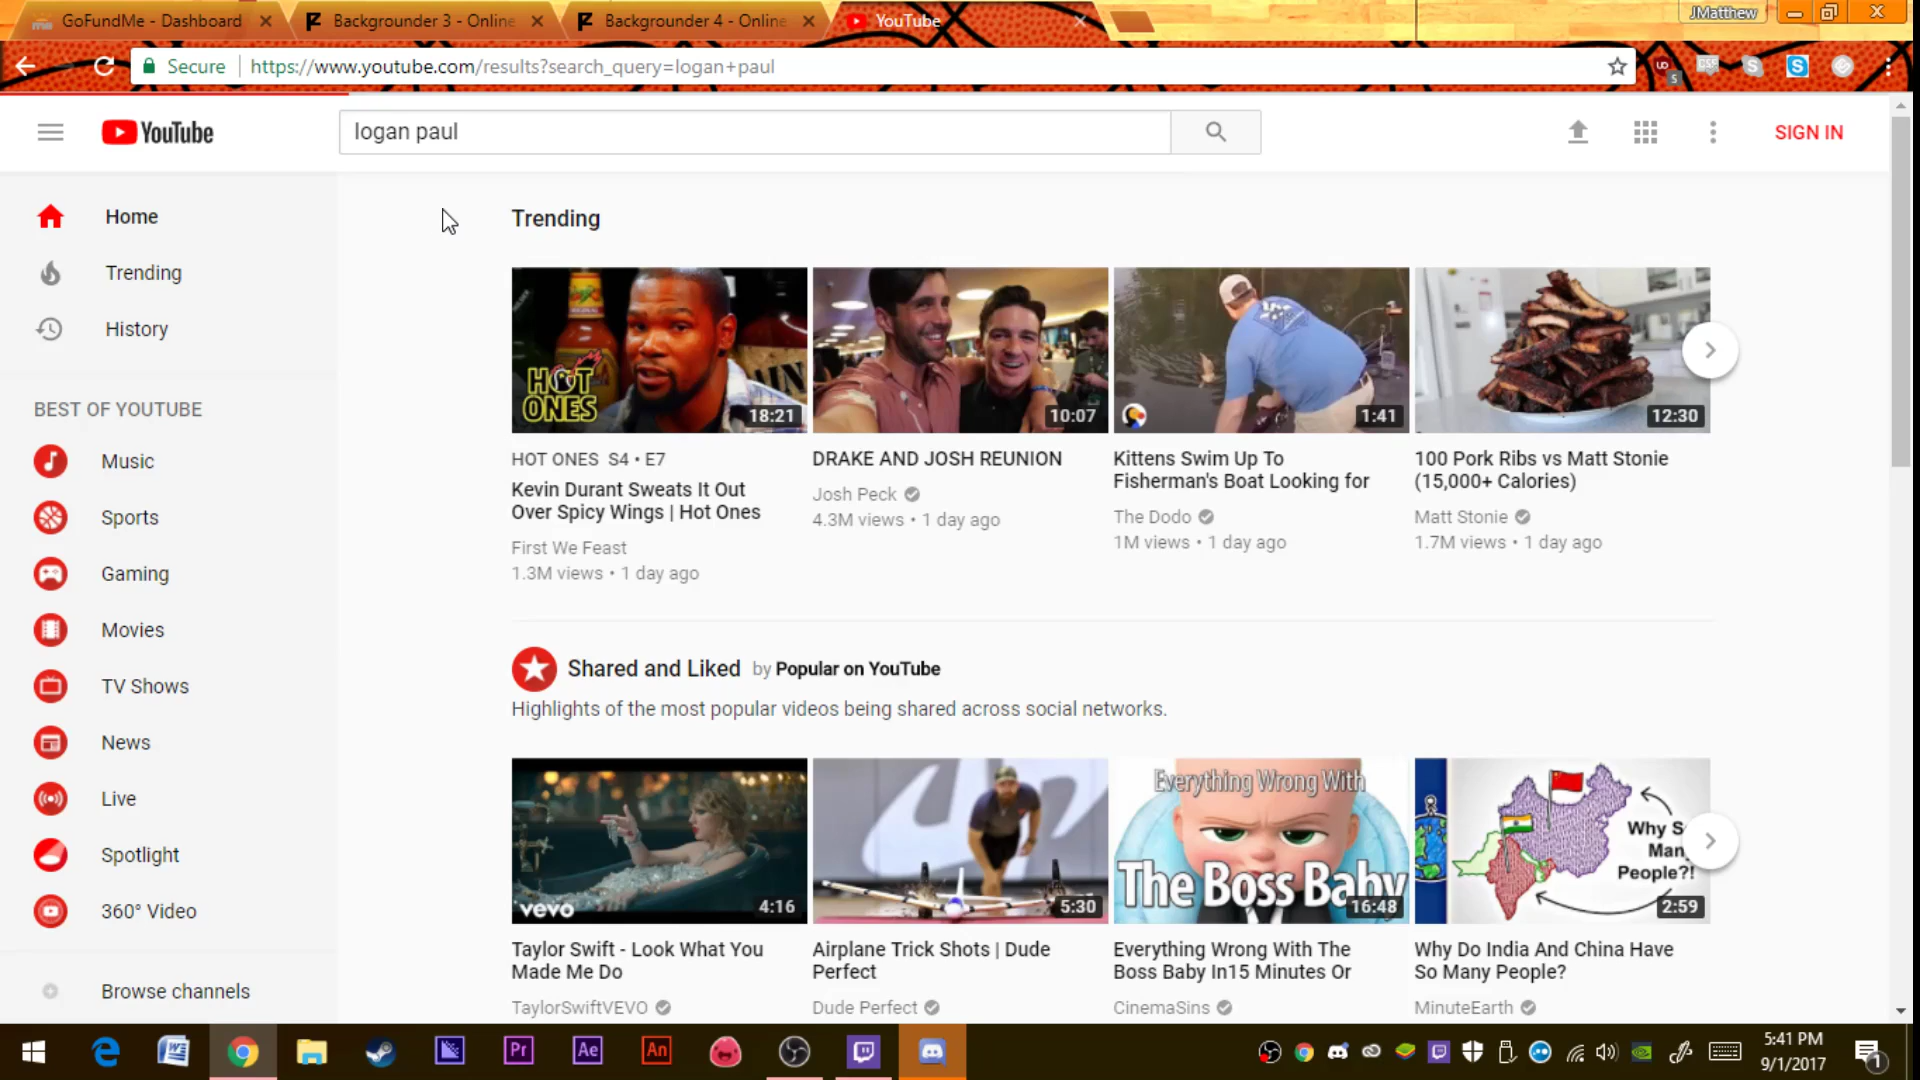 GoFundMe - Dashboard
Backgrounder 3 - Online
Backgrounder 4 - Online
YouTube
JMatthew
Secure
https://www.youtube.com/results?search_query=logan+paul
YouTube
logan paul
SIGN IN
Home
Trending
History
BEST OF YOUTUBE
Music
Sports
Gaming
Movies
TV Shows
News
Live
Spotlight
360° Video
Browse channels
Trending
HOT ONES
18:21
10:07
1:41
12:30
HOT ONES S4 • E7
Kevin Durant Sweats It Out
Over Spicy Wings | Hot Ones
First We Feast
1.3M views • 1 day ago
DRAKE AND JOSH REUNION
Josh Peck
4.3M views • 1 day ago
Kittens Swim Up To
Fisherman's Boat Looking for
The Dodo
1M views • 1 day ago
100 Pork Ribs vs Matt Stonie
(15,000+ Calories)
Matt Stonie
1.7M views • 1 day ago
Shared and Liked by Popular on YouTube
Highlights of the most popular videos being shared across social networks.
vevo
4:16
5:30
Everything Wrong With
The Boss Baby
16:48
Why S
Man
People?!
2:59
Taylor Swift - Look What You
Made Me Do
TaylorSwiftVEVO
Airplane Trick Shots | Dude
Perfect
Dude Perfect
Everything Wrong With The
Boss Baby In15 Minutes Or
CinemaSins
Why Do India And China Have
So Many People?
MinuteEarth
Pr
Ae
An
5:41 PM
9/1/2017
1